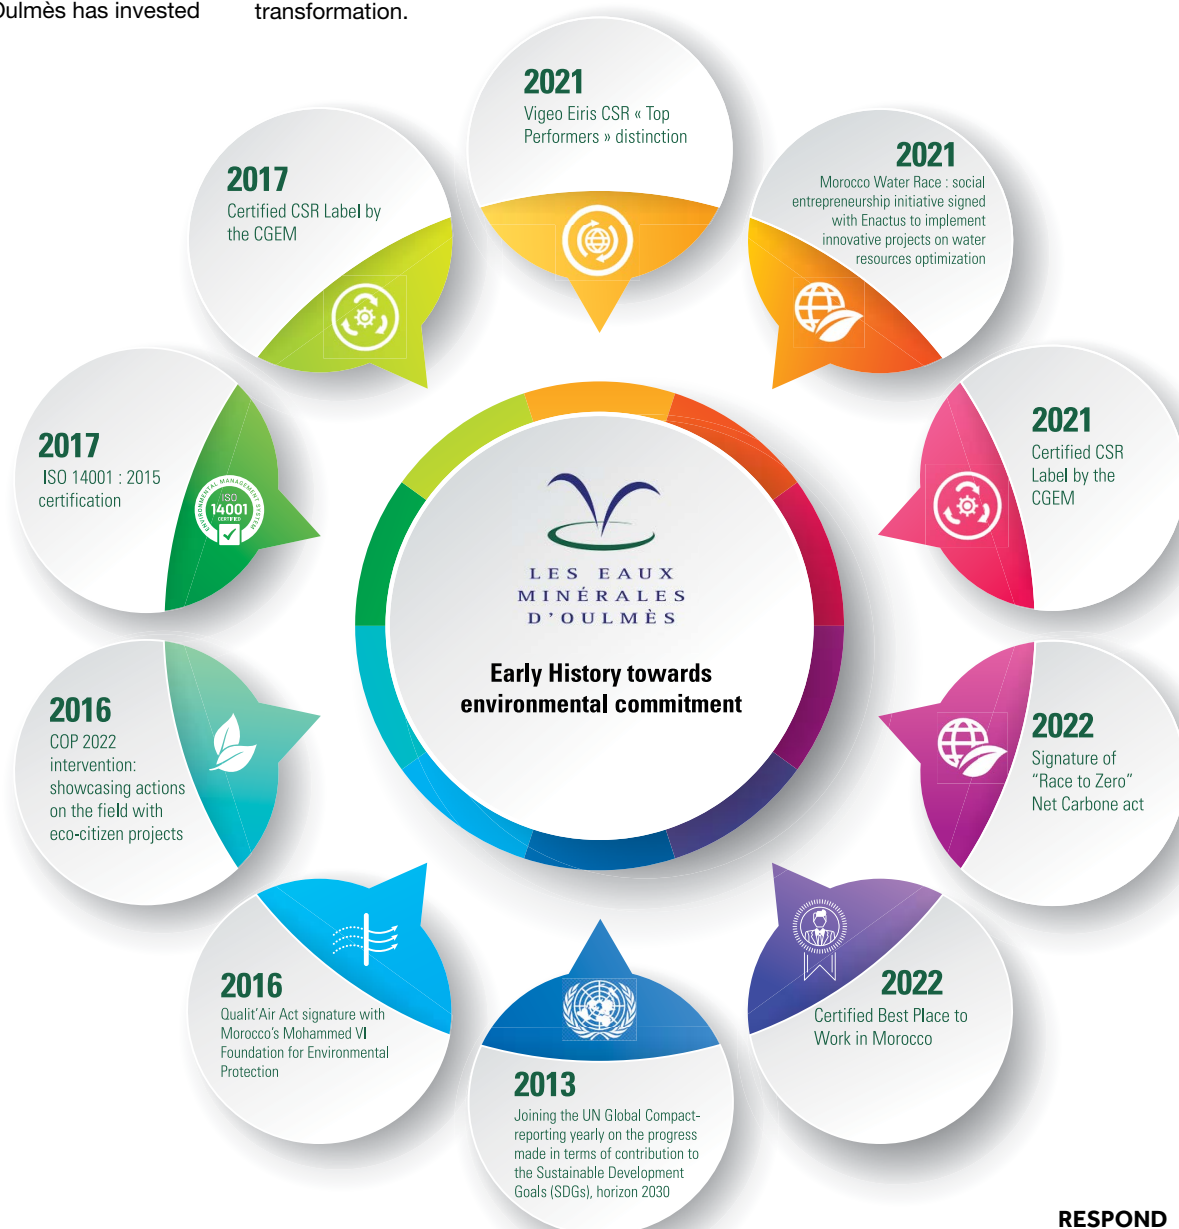 Oulmès has invested
transformation.
2021
Vigeo Eiris CSR « Top
Performers » distinction
2021
Morocco Water Race : social
entrepreneurship initiative signed
with Enactus to implement
innovative projects on water
resources optimization
2017
Certified CSR Label by
the CGEM
2021
Certified CSR
Label by the
CGEM
2017
ISO 14001 : 2015
certification
ENVIRONMENTAL MANAGEMENT SYSTEM
ISO
14001
CERTIFIED
LES EAUX
MINÉRALES
D'OULMÈS
Early History towards
environmental commitment
2016
COP 2022
intervention:
showcasing actions
on the field with
eco-citizen projects
2022
Signature of
“Race to Zero”
Net Carbone act
2016
Qualit’Air Act signature with
Morocco’s Mohammed VI
Foundation for Environmental
Protection
2022
Certified Best Place to
Work in Morocco
2013
Joining the UN Global Compact-
reporting yearly on the progress
made in terms of contribution to
the Sustainable Development
Goals (SDGs), horizon 2030
RESPOND